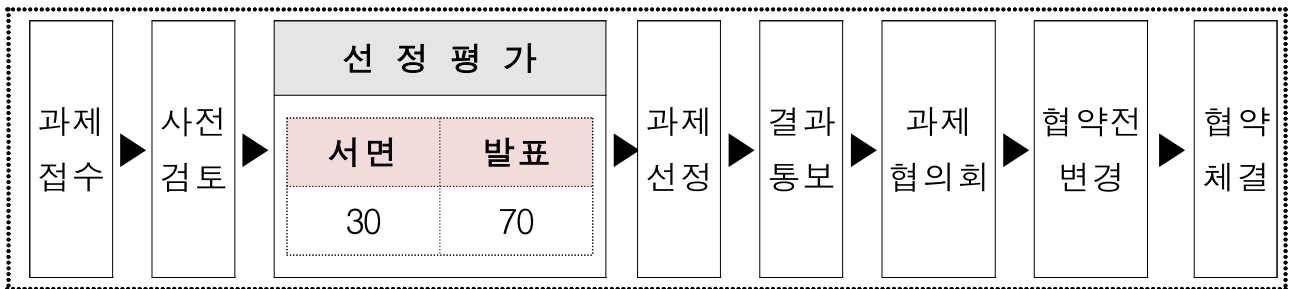 과제
접수
사전
검토
선 정 평 가
서면 발표
30 70
과제
선정
결과
통보
과제
협의회
협약전
변경
협약
체결